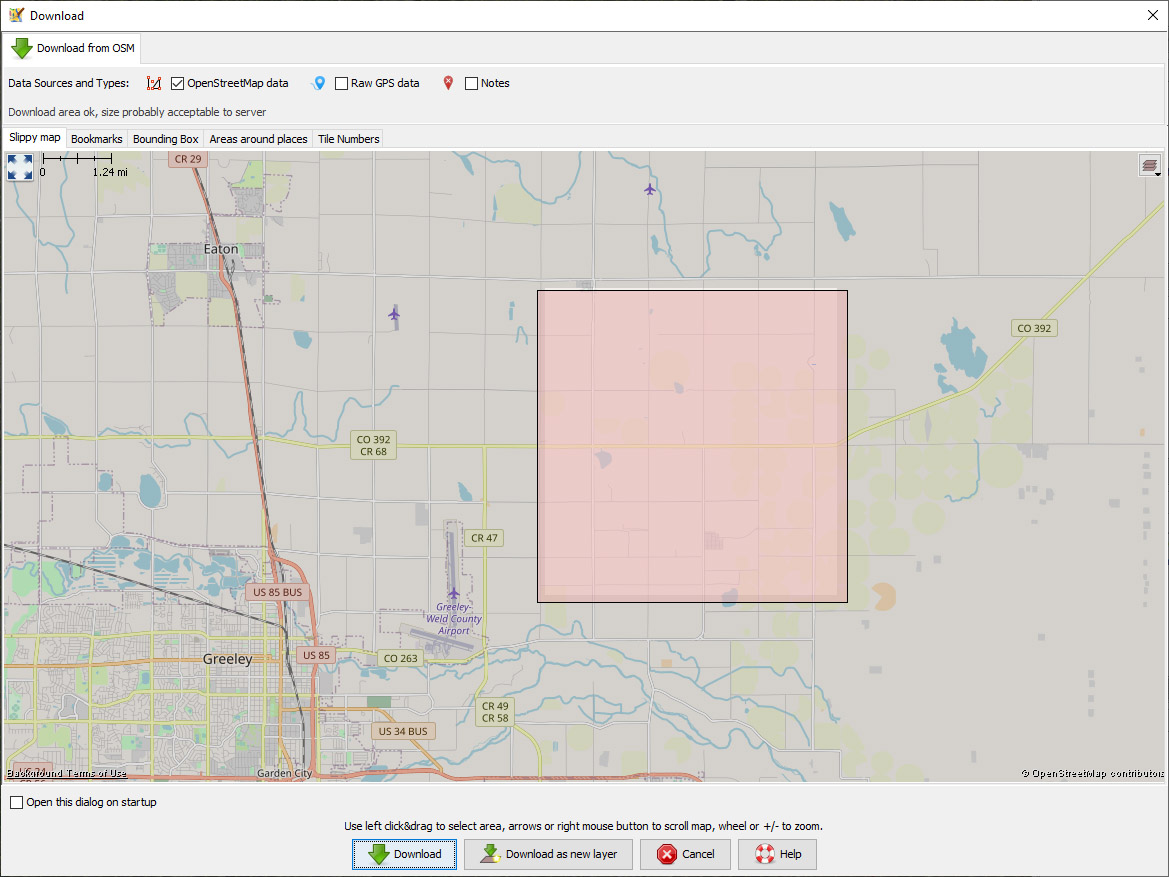 Download
Download from OSM
Data Sources and Types: OpenStreetMap data Raw GPS data Notes
Download area ok, size probably acceptable to server
Slippy map Bookmarks Bounding Box Areas around places Tile Numbers
0 1.24 mi
CR 29
Eaton
CO 392
CO 392
CR 68
CR 47
US 85 BUS
Greeley-
Weld County
Airport
Greeley
US 85
CO 263
CR 49
CR 58
US 34 BUS
Garden City
Background Terms of Use
© OpenStreetMap contributors
Open this dialog on startup
Use left click&drag to select area, arrows or right mouse button to scroll map, wheel or +/- to zoom.
Download Download as new layer Cancel Help